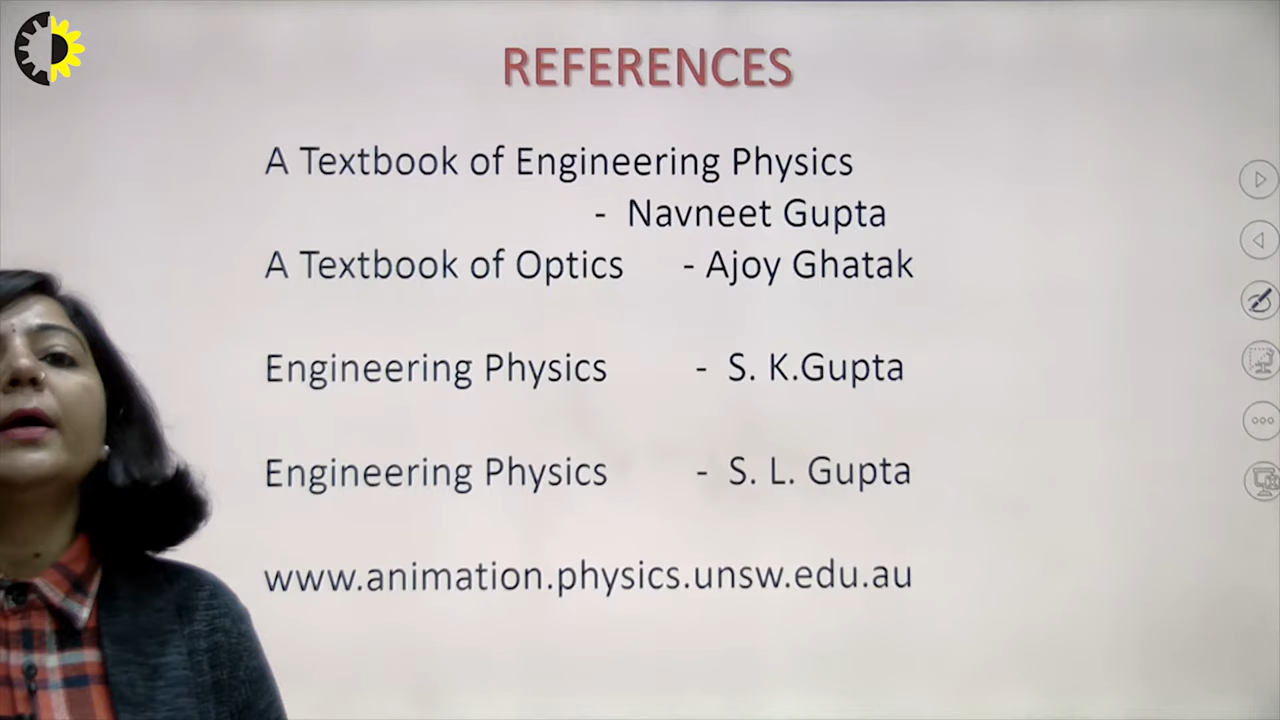 REFERENCES
A Textbook of Engineering Physics
- Navneet Gupta
A Textbook of Optics - Ajoy Ghatak
Engineering Physics - S. K.Gupta
Engineering Physics - S. L. Gupta
www.animation.physics.unsw.edu.au